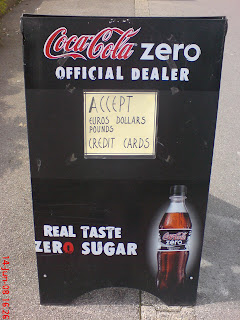 Coca-Cola zero
OFFICIAL DEALER
ACCEPT
EUROS DOLLARS
POUNDS
CREDIT CARDS
REAL TASTE
ZERO SUGAR
Coca-Cola
zero